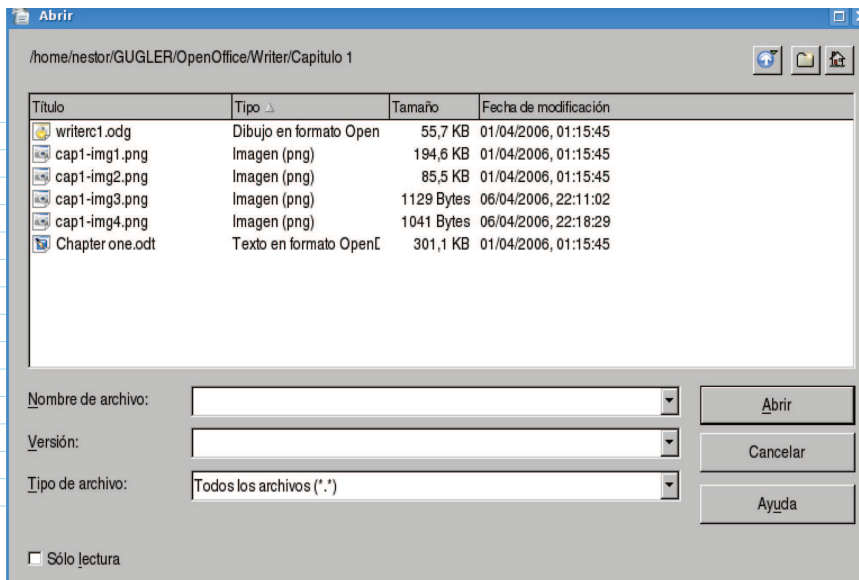 Abrir
/home/nestor/GUGLER/OpenOffice/Writer/Capitulo 1
Título Tipo Tamaño Fecha de modificación
writerc1.odg Dibujo en formato Open 55,7 KB 01/04/2006, 01:15:45
cap1-img1.png Imagen (png) 194,6 KB 01/04/2006, 01:15:45
cap1-img2.png Imagen (png) 85,5 KB 01/04/2006, 01:15:45
cap1-img3.png Imagen (png) 1129 Bytes 06/04/2006, 22:11:02
cap1-img4.png Imagen (png) 1041 Bytes 06/04/2006, 22:18:29
Chapter one.odt Texto en formato Open[ 301,1 KB 01/04/2006, 01:15:45
Nombre de archivo: Abrir
Versión: Cancelar
Tipo de archivo: Todos los archivos (*.*)
Ayuda
Sólo lectura